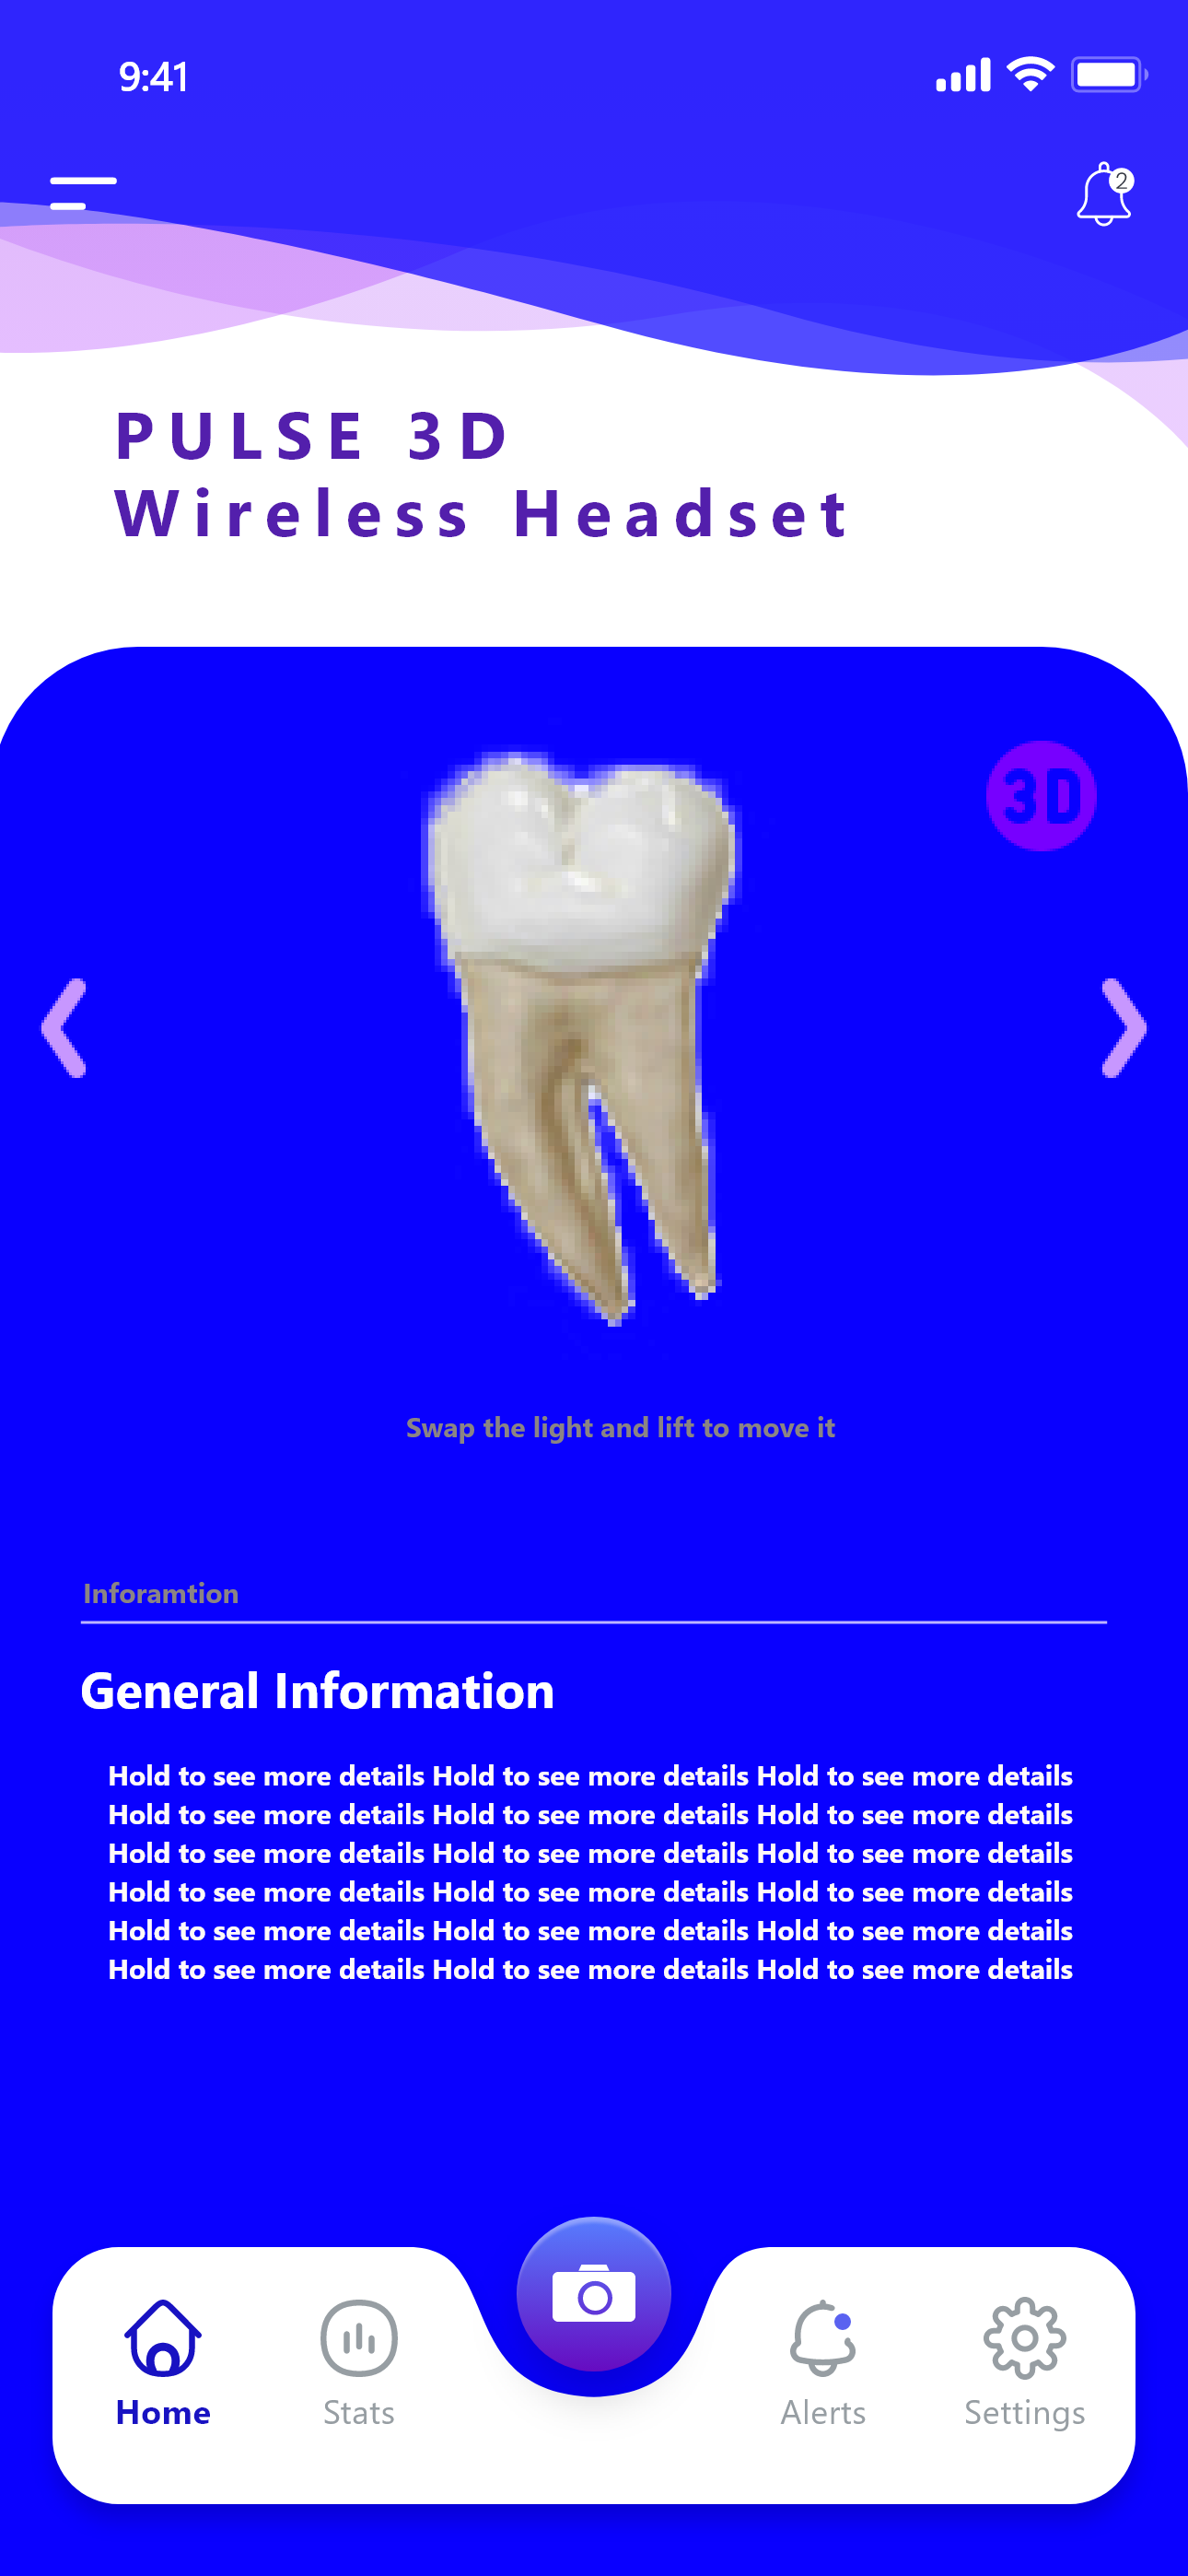 9:41
2
PULSE 3D
Wireless Headset
3D
Swap the light and lift to move it
Inforamtion
General Information
Hold to see more details Hold to see more details Hold to see more details
Hold to see more details Hold to see more details Hold to see more details
Hold to see more details Hold to see more details Hold to see more details
Hold to see more details Hold to see more details Hold to see more details
Hold to see more details Hold to see more details Hold to see more details
Hold to see more details Hold to see more details Hold to see more details
Home Stats Alerts Settings